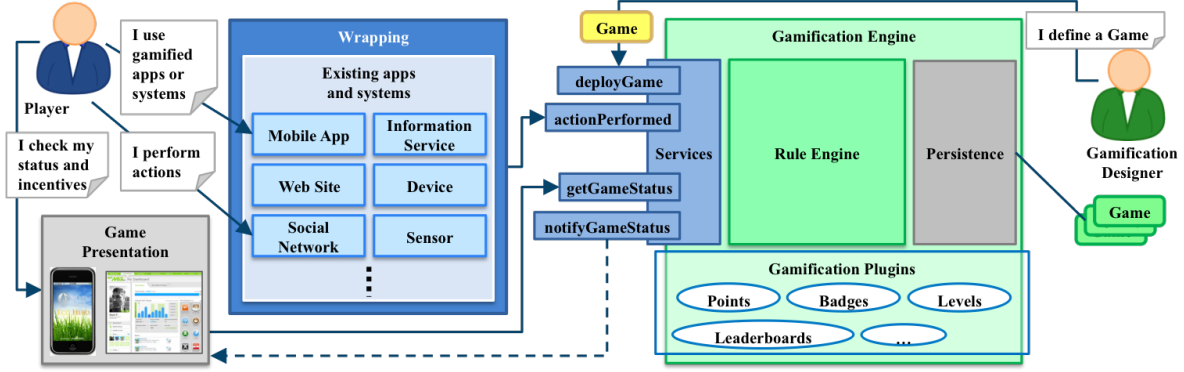 I use
gamified
apps or
systems
Player
I check my
status and
incentives
I perform
actions
Game
Presentation
Wrapping
Existing apps
and systems
Mobile App
Information
Service
Web Site
Device
Social
Network
Sensor
Game
deployGame
actionPerformed
getGameStatus
notifyGameStatus
Gamification Engine
Services
Rule Engine
Persistence
Gamification Plugins
Points
Badges
Levels
Leaderboards
...
I define a Game
Gamification
Designer
Game